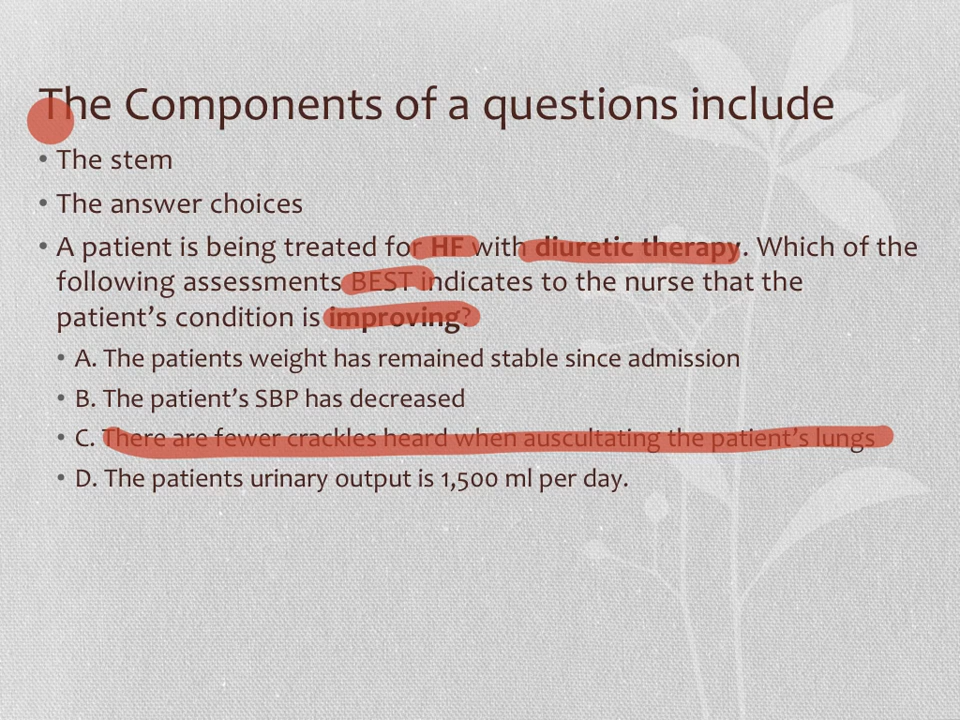 The Components of a questions include
• The stem
• The answer choices
• A patient is being treated for HF with diuretic therapy. Which of the
following assessments BEST indicates to the nurse that the
patient’s condition is improving?
• A. The patients weight has remained stable since admission
• B. The patient’s SBP has decreased
• C. There are fewer crackles heard when auscultating the patient’s lungs
• D. The patients urinary output is 1,500 ml per day.